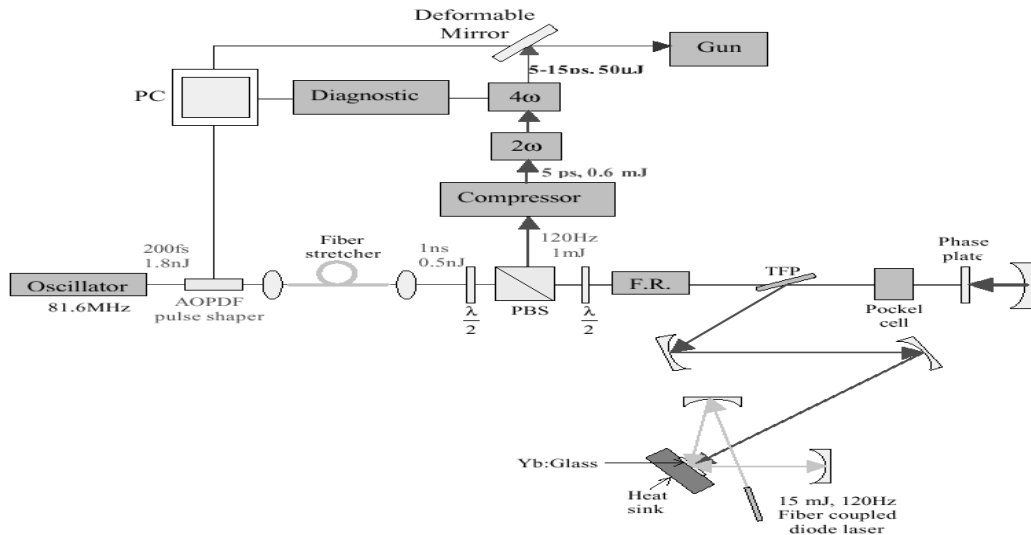 Deformable
Mirror
Gun
5-15ps, 50μJ
PC
Diagnostic
4ω
2ω
5 ps, 0.6 mJ
Compressor
200fs
1.8nJ
Fiber
stretcher
1ns
0.5nJ
120Hz
1mJ
Phase
plate
Oscillator
81.6MHz
AOPDF
pulse shaper
λ
2
PBS
λ
2
F.R.
TFP
Pockel
cell
Yb:Glass
Heat
sink
15 mJ, 120Hz
Fiber coupled
diode laser